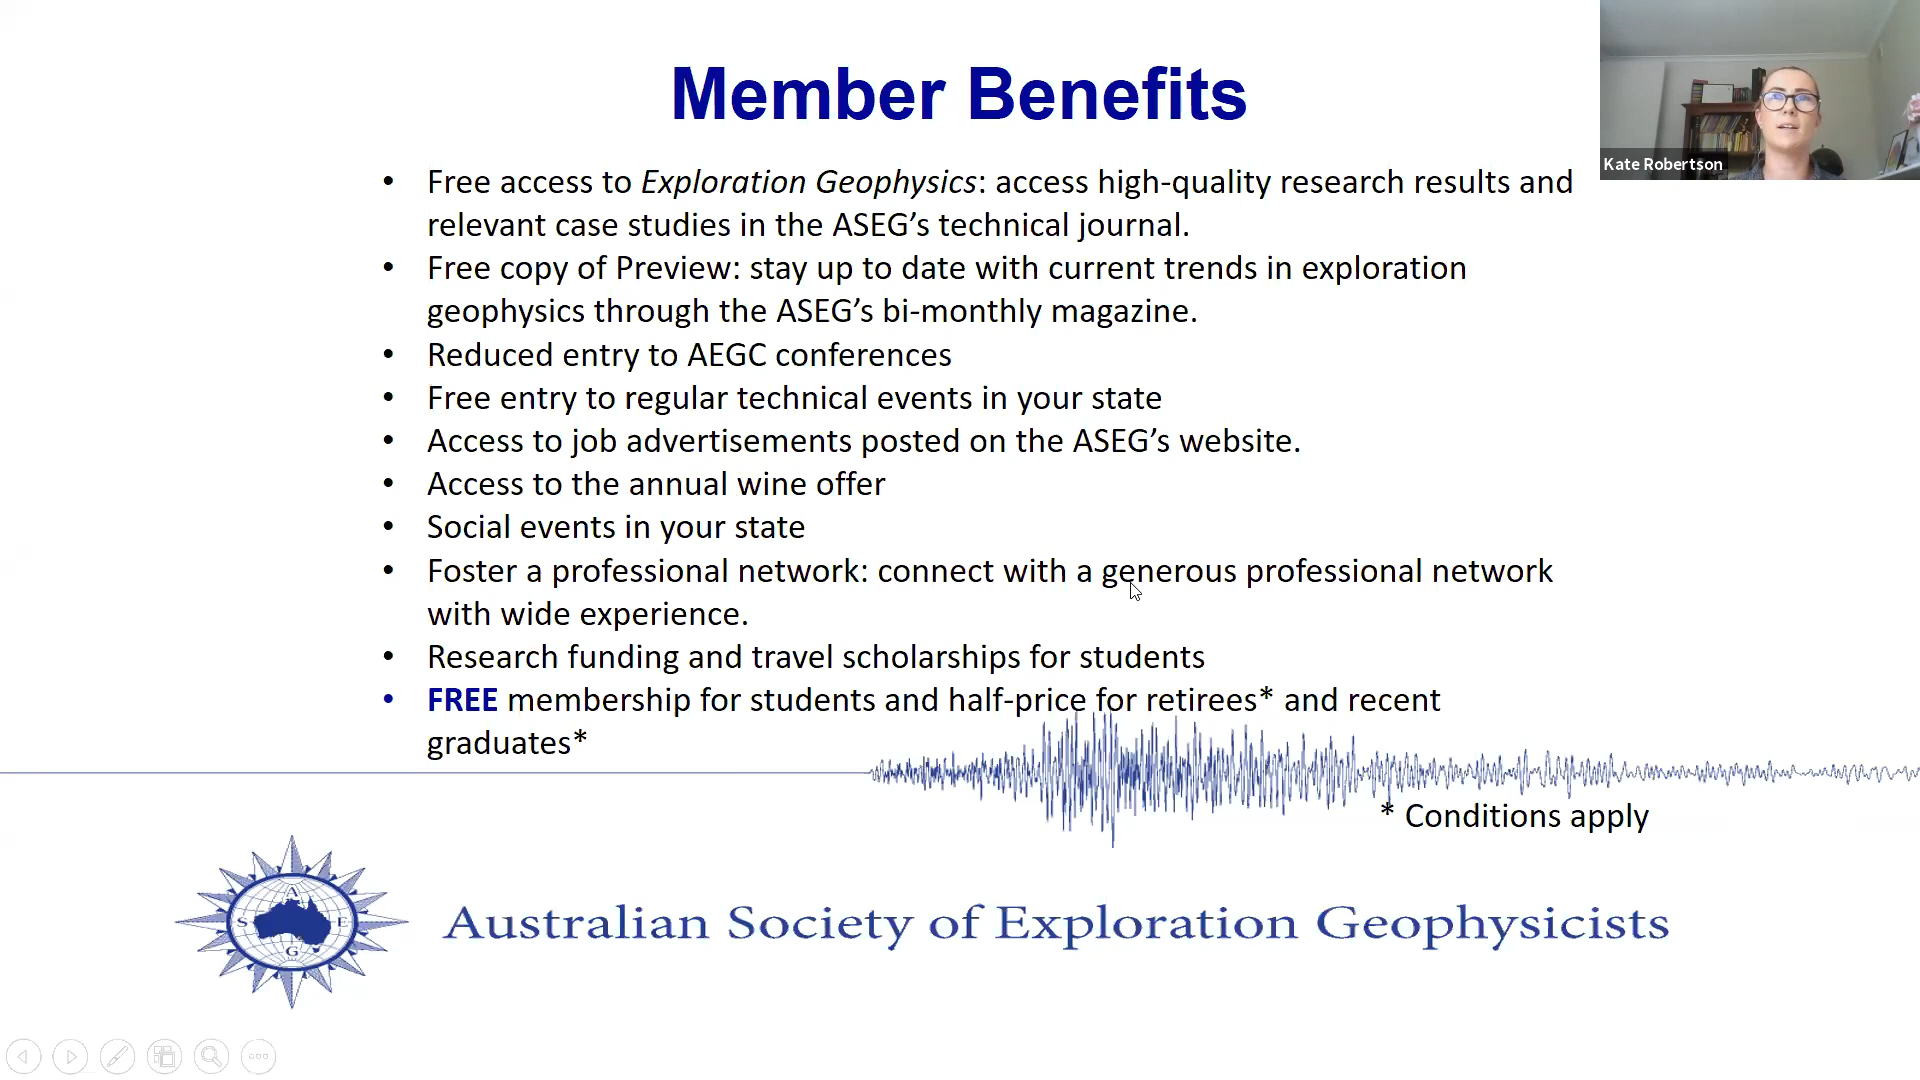 Member Benefits
Kate Robertson
• Free access to Exploration Geophysics: access high-quality research results and
relevant case studies in the ASEG’s technical journal.
• Free copy of Preview: stay up to date with current trends in exploration
geophysics through the ASEG’s bi-monthly magazine.
• Reduced entry to AEGC conferences
• Free entry to regular technical events in your state
• Access to job advertisements posted on the ASEG’s website.
• Access to the annual wine offer
• Social events in your state
• Foster a professional network: connect with a generous professional network
with wide experience.
• Research funding and travel scholarships for students
• FREE membership for students and half-price for retirees* and recent
graduates*
* Conditions apply
A
S E
G
Australian Society of Exploration Geophysicists